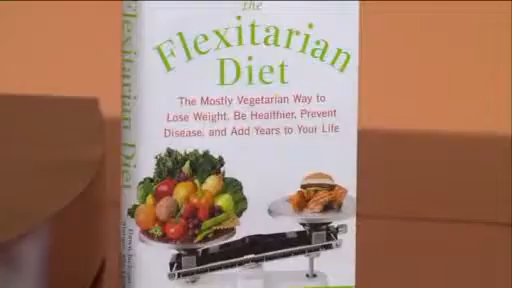 the
Flexitarian
Diet
The Mostly Vegetarian Way to
Lose Weight, Be Healthier, Prevent
Disease, and Add Years to Your Life
Flexitarian Diet